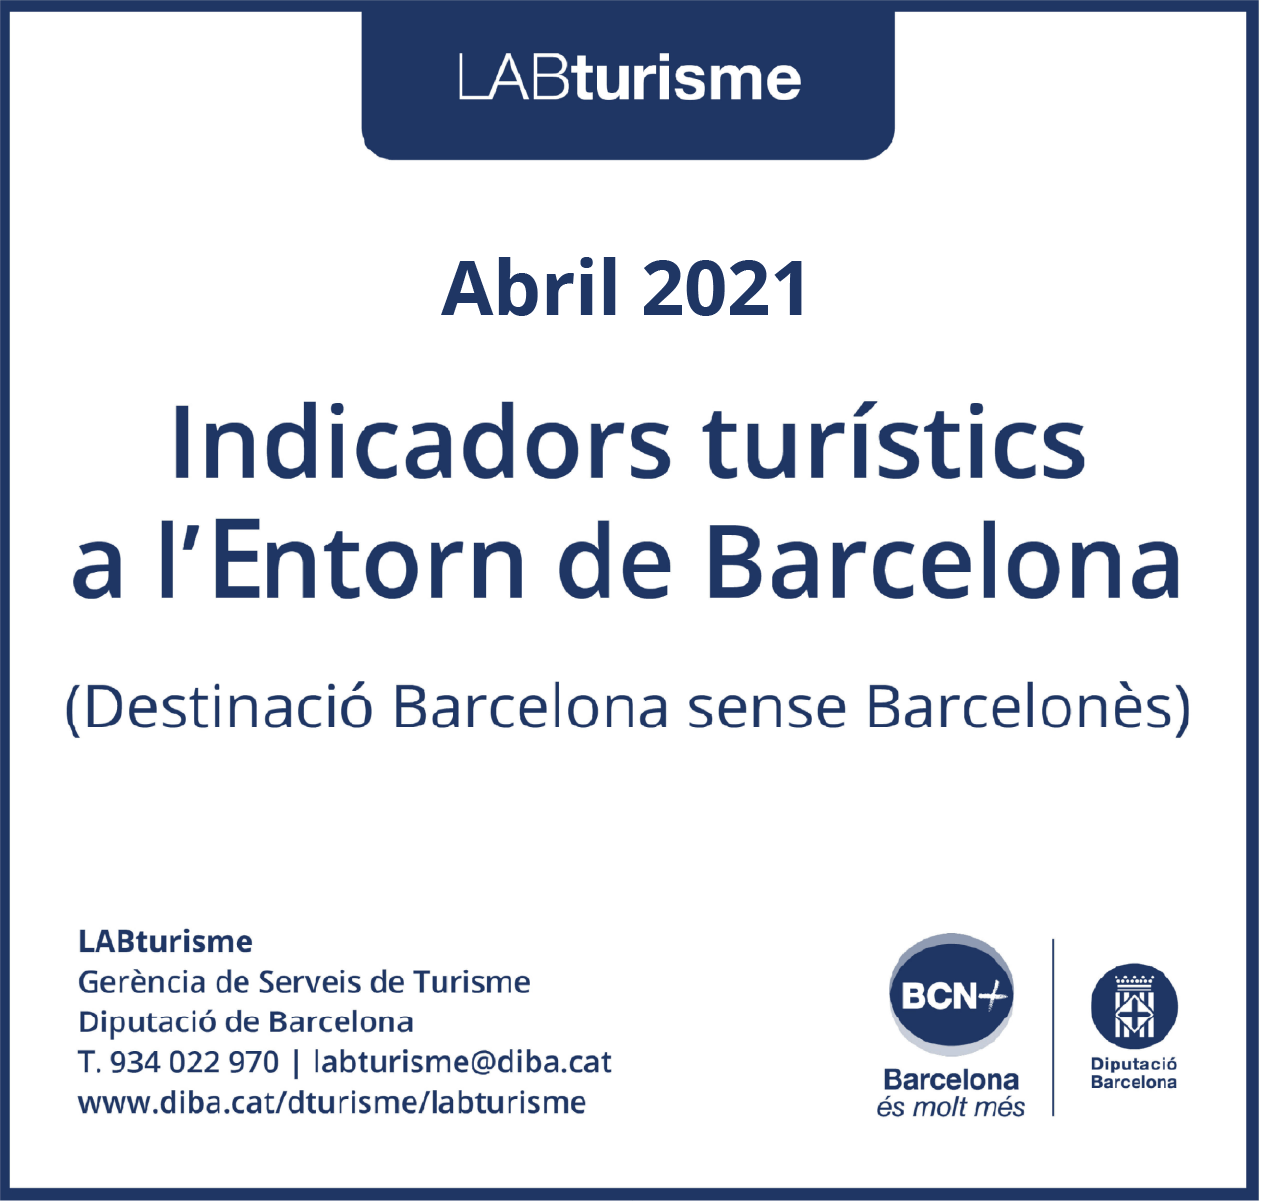 LABturisme
Abril 2021
Indicadors turístics
a l’Entorn de Barcelona
(Destinació Barcelona sense Barcelonès)
LABturisme
Gerència de Serveis de Turisme
Diputació de Barcelona
T. 934 022 970 | labturisme@diba.cat
www.diba.cat/dturisme/labturisme
BCN+
Barcelona
és molt més
Diputació
Barcelona